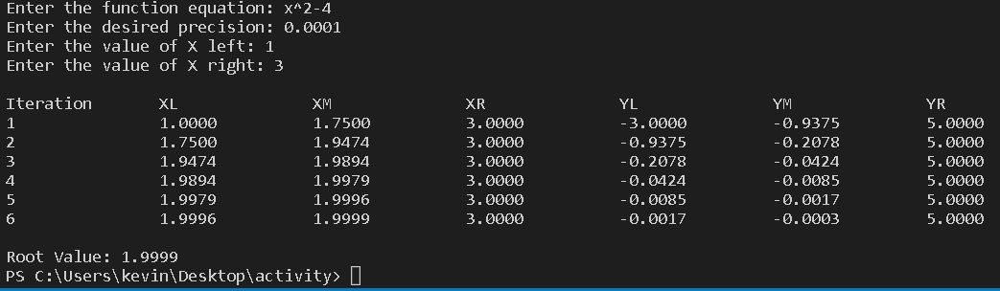 Enter the function equation: x^2-4
Enter the desired precision: 0.0001
Enter the value of X left: 1
Enter the value of X right: 3
Iteration XL XM XR YL YM YR
1 1.0000 1.7500 3.0000 -3.0000 -0.9375 5.0000
2 1.7500 1.9474 3.0000 -0.9375 -0.2078 5.0000
3 1.9474 1.9894 3.0000 -0.2078 -0.0424 5.0000
4 1.9894 1.9979 3.0000 -0.0424 -0.0085 5.0000
5 1.9979 1.9996 3.0000 -0.0085 -0.0017 5.0000
6 1.9996 1.9999 3.0000 -0.0017 -0.0003 5.0000
Root Value: 1.9999
PS C:\Users\kevin\Desktop\activity>